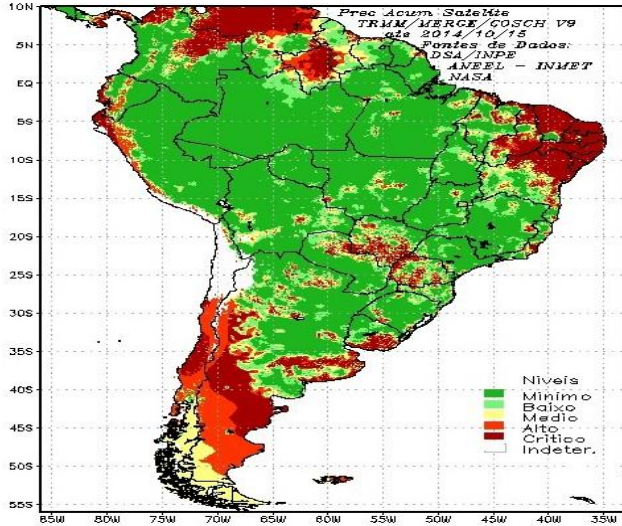 Prec Acum Satelite
TRMM/MERGE/COSCH V9
ate 2014/10/15
Fontes de Dados:
DSA/INPE
ANEEL - INMET
NASA
10N
5N
EQ
5S
10S
15S
20S
25S
30S
35S
40S
45S
50S
55S
Niveis
Minimo
Baixo
Medio
Alto
Critico
Indeter.
85W 80W 75W 70W 65W 60W 55W 50W 45W 40W 35W